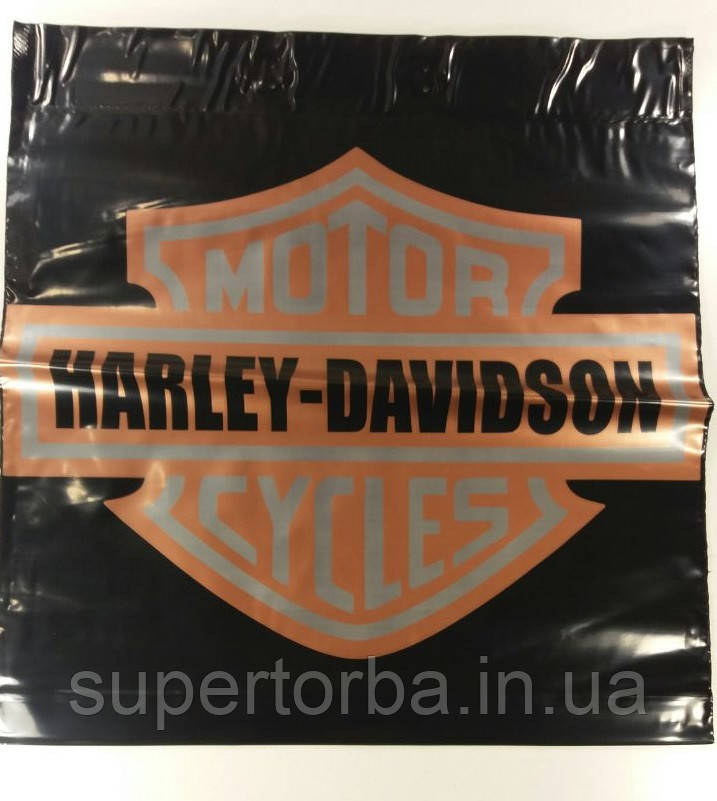 MOTOR
HARLEY-DAVIDSON
CYCLES
supertorba.in.ua